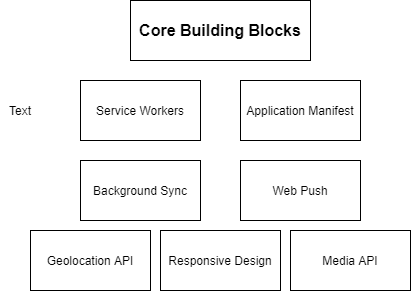 Core Building Blocks
Text
Service Workers
Application Manifest
Background Sync
Web Push
Geolocation API
Responsive Design
Media API